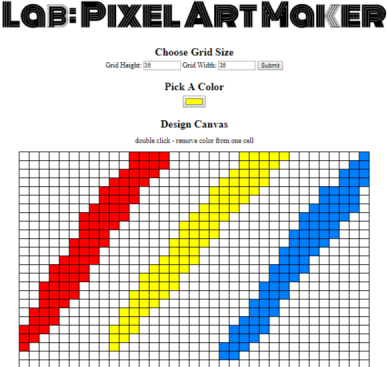 Lab: Pixel Art Maker
Choose Grid Size
Grid Height: 35 Grid Width: 35 Submit
Pick A Color
Design Canvas
double click - remove color from one cell